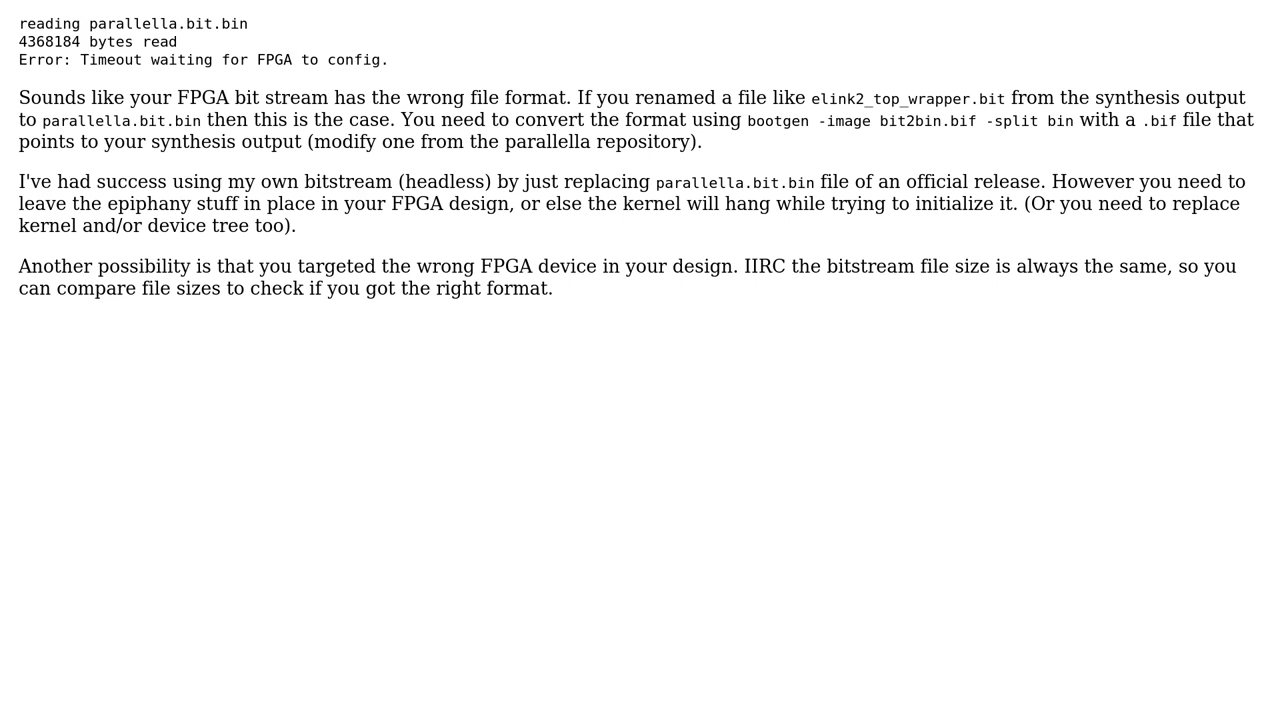 reading parallella.bit.bin
4368184 bytes read
Error: Timeout waiting for FPGA to config.
Sounds like your FPGA bit stream has the wrong file format. If you renamed a file like elink2_top_wrapper.bit from the synthesis output
to parallella.bit.bin then this is the case. You need to convert the format using bootgen -image bit2bin.bif -split bin with a .bif file that
points to your synthesis output (modify one from the parallella repository).
I've had success using my own bitstream (headless) by just replacing parallella.bit.bin file of an official release. However you need to
leave the epiphany stuff in place in your FPGA design, or else the kernel will hang while trying to initialize it. (Or you need to replace
kernel and/or device tree too).
Another possibility is that you targeted the wrong FPGA device in your design. IIRC the bitstream file size is always the same, so you
can compare file sizes to check if you got the right format.